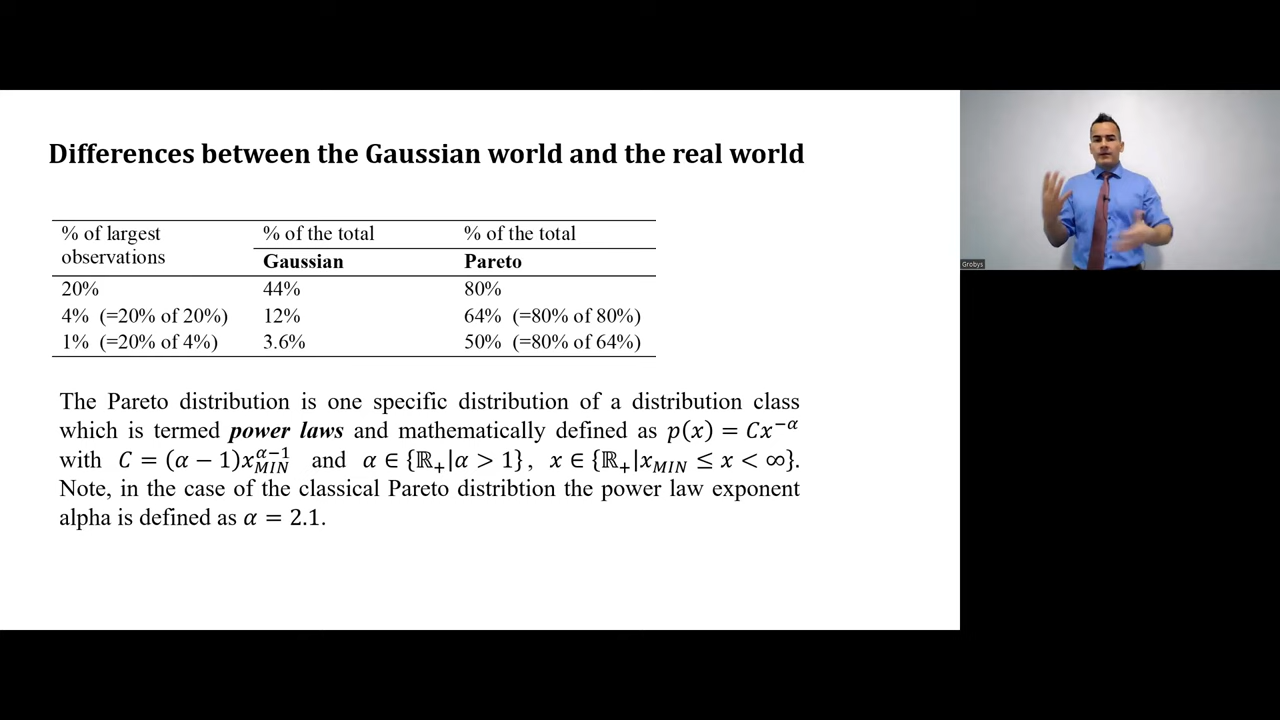 Differences between the Gaussian world and the real world
% of largest observations % of the total % of the total
Gaussian Pareto
20% 44% 80%
4% (=20% of 20%) 12% 64% (=80% of 80%)
1% (=20% of 4%) 3.6% 50% (=80% of 64%)
The Pareto distribution is one specific distribution of a distribution class
which is termed power laws and mathematically defined as p(x) = Cx^{−α}
with C = (α − 1)x_{MIN}^{α−1} and α ∈ {ℝ₊|α > 1}, x ∈ {ℝ₊|x_{MIN} ≤ x < ∞}.
Note, in the case of the classical Pareto distribtion the power law exponent
alpha is defined as α = 2.1.
Grobys